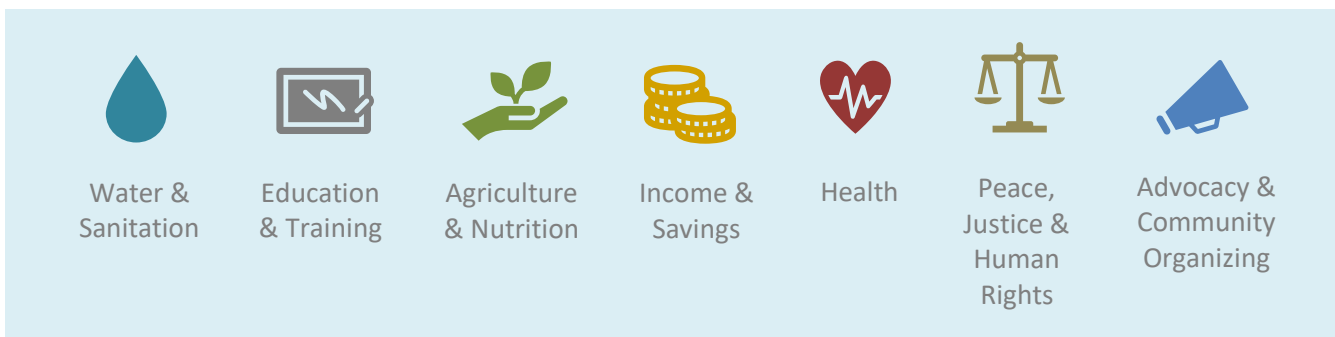 Water &
Sanitation
Education
& Training
Agriculture
& Nutrition
Income &
Savings
Health
Peace,
Justice &
Human
Rights
Advocacy &
Community
Organizing